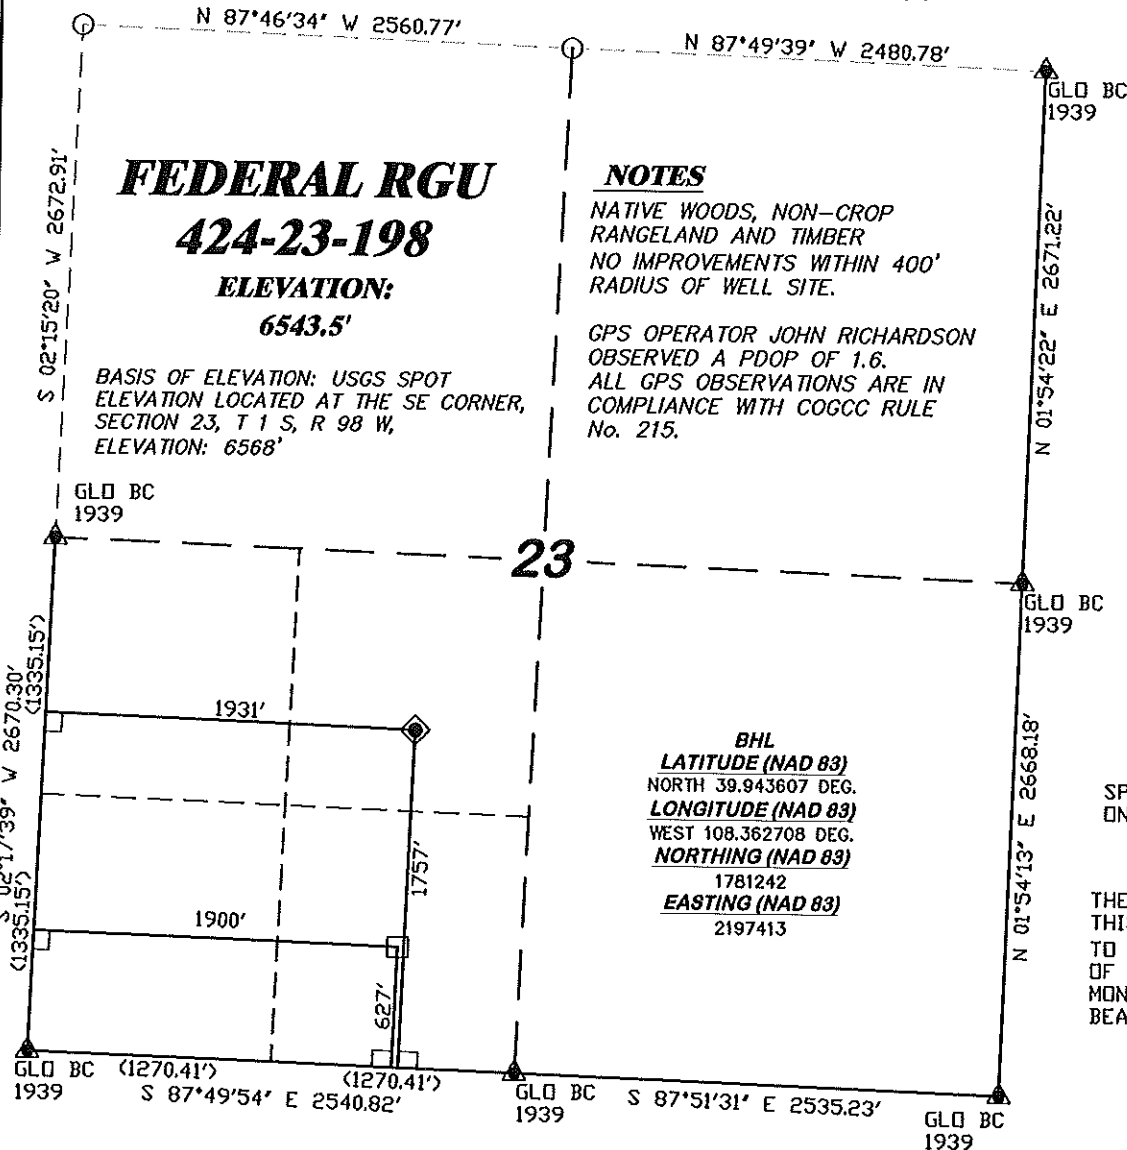 N 87°46'34" W 2560.77'
N 87°49'39" W 2480.78'
GLO BC
1939
S 02°15'20" W 2672.91'
FEDERAL RGU
424-23-198
ELEVATION:
6543.5'
BASIS OF ELEVATION: USGS SPOT
ELEVATION LOCATED AT THE SE CORNER,
SECTION 23, T 1 S, R 98 W,
ELEVATION: 6568'
NOTES
NATIVE WOODS, NON-CROP
RANGELAND AND TIMBER
NO IMPROVEMENTS WITHIN 400'
RADIUS OF WELL SITE.
GPS OPERATOR JOHN RICHARDSON
OBSERVED A PDOP OF 1.6.
ALL GPS OBSERVATIONS ARE IN
COMPLIANCE WITH COGCC RULE
No. 215.
N 01°54'22" E 2671.22'
GLO BC
1939
23
GLO BC
1939
S 02°17'39" W 2670.30'
(1335.15')
(1335.15')
1931'
1757'
1900'
627'
BHL
LATITUDE (NAD 83)
NORTH 39.943607 DEG.
LONGITUDE (NAD 83)
WEST 108.362708 DEG.
NORTHING (NAD 83)
1781242
EASTING (NAD 83)
2197413
N 01°54'13" E 2668.18'
SP
ON
THE
THIS
TO
OF
MON
BEA
GLO BC
1939
(1270.41')
(1270.41')
S 87°49'54" E 2540.82'
GLO BC
1939
S 87°51'31" E 2535.23'
GLO BC
1939